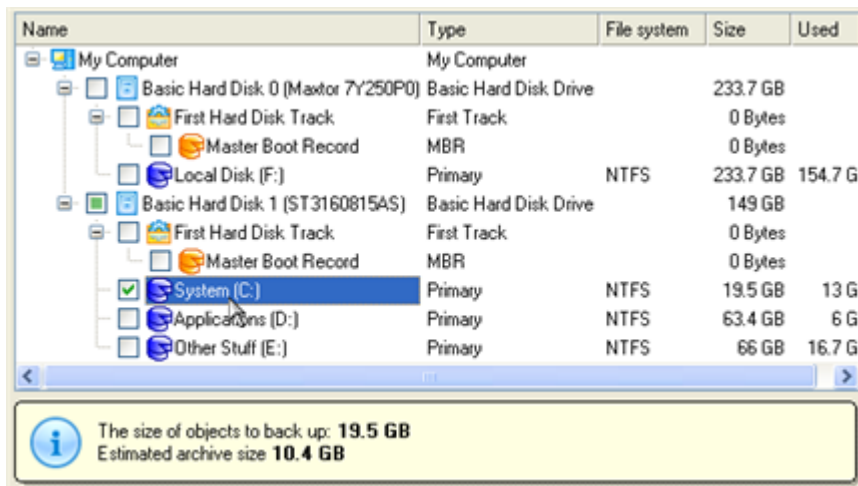 Name Type File system Size Used
My Computer My Computer
Basic Hard Disk 0 (Maxtor 7Y250P0) Basic Hard Disk Drive 233.7 GB
First Hard Disk Track First Track 0 Bytes
Master Boot Record MBR 0 Bytes
Local Disk (F:) Primary NTFS 233.7 GB 154.7 G
Basic Hard Disk 1 (ST3160815AS) Basic Hard Disk Drive 149 GB
First Hard Disk Track First Track 0 Bytes
Master Boot Record MBR 0 Bytes
System (C:) Primary NTFS 19.5 GB 13 G
Applications (D:) Primary NTFS 63.4 GB 6 G
Other Stuff (E:) Primary NTFS 66 GB 16.7 G
The size of objects to back up: 19.5 GB
Estimated archive size 10.4 GB